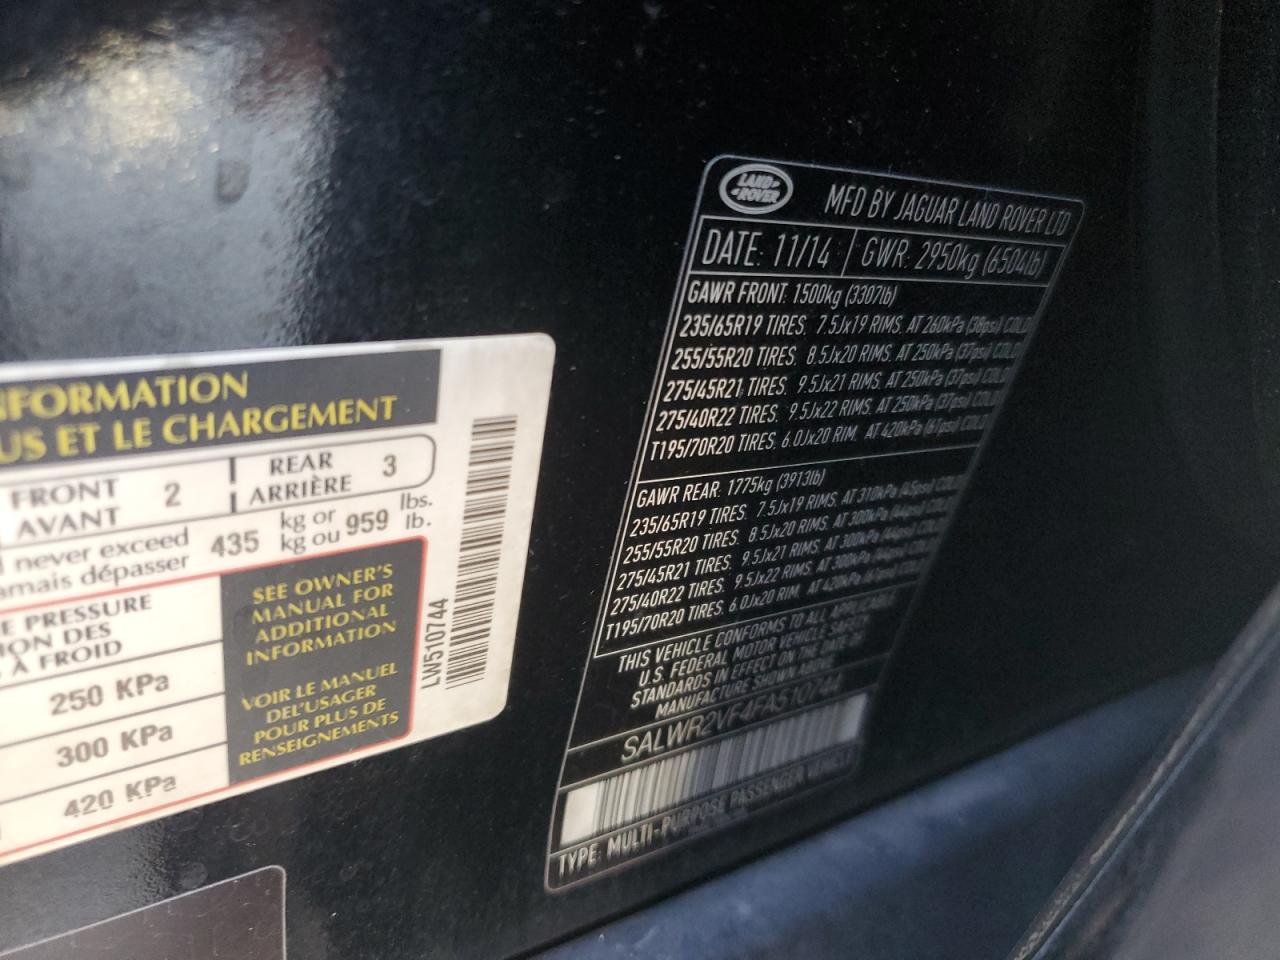 NFORMATION
US ET LE CHARGEMENT
FRONT AVANT 2 REAR ARRIÈRE 3
never exceed 435 kg or 959 lbs.
amais dépasser kg ou lb.
E PRESSURE
ION DES
À FROID
250 KPa
300 KPa
420 KPa
SEE OWNER'S
MANUAL FOR
ADDITIONAL
INFORMATION
VOIR LE MANUEL
DEL'USAGER
POUR PLUS DE
RENSEIGNEMENTS
LW510744
LAND ROVER
MFD BY JAGUAR LAND ROVER LTD
DATE: 11/14 GWR: 2950kg (6504lb)
GAWR FRONT: 1500kg (3307lb)
235/65R19 TIRES, 7.5Jx19 RIMS, AT 260kPa (38psi) COLD
255/55R20 TIRES, 8.5Jx20 RIMS, AT 250kPa (37psi) COLD
275/45R21 TIRES, 9.5Jx21 RIMS, AT 250kPa (37psi) COLD
275/40R22 TIRES, 9.5Jx22 RIMS, AT 250kPa (37psi) COLD
T195/70R20 TIRES, 6.0Jx20 RIM, AT 420kPa (61psi) COLD
GAWR REAR: 1775kg (3913lb)
235/65R19 TIRES, 7.5Jx19 RIMS, AT 310kPa (45psi) COLD
255/55R20 TIRES, 8.5Jx20 RIMS, AT 300kPa (44psi) COLD
275/45R21 TIRES, 9.5Jx21 RIMS, AT 300kPa (44psi) COLD
275/40R22 TIRES, 9.5Jx22 RIMS, AT 300kPa (44psi) COLD
T195/70R20 TIRES, 6.0Jx20 RIM, AT 420kPa (61psi) COLD
THIS VEHICLE CONFORMS TO ALL APPLICABLE
U.S. FEDERAL MOTOR VEHICLE SAFETY
STANDARDS IN EFFECT ON THE DATE OF
MANUFACTURE SHOWN ABOVE
SALWR2VF4FA510744
TYPE: MULTI-PURPOSE PASSENGER VEHICLE